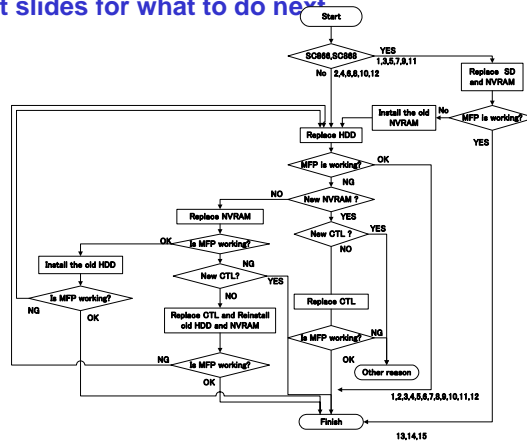 t slides for what to do next
Start
SC866,SC868
YES
1,3,5,7,9,11
No
2,4,6,8,10,12
Replace SD
and NVRAM
Install the old
NVRAM
No
MFP is working?
YES
Replace HDD
MFP is working?
OK
NG
NO
New NVRAM ?
YES
Replace NVRAM
New CTL ?
YES
NO
OK
Is MFP working?
NG
Install the old HDD
New CTL?
YES
NO
Is MFP working?
NG
OK
Replace CTL and Reinstall
old HDD and NVRAM
Replace CTL
Is MFP working?
NG
OK
NG
Is MFP working?
OK
Other reason
1,2,3,4,5,6,7,8,9,10,11,12
Finish
13,14,15